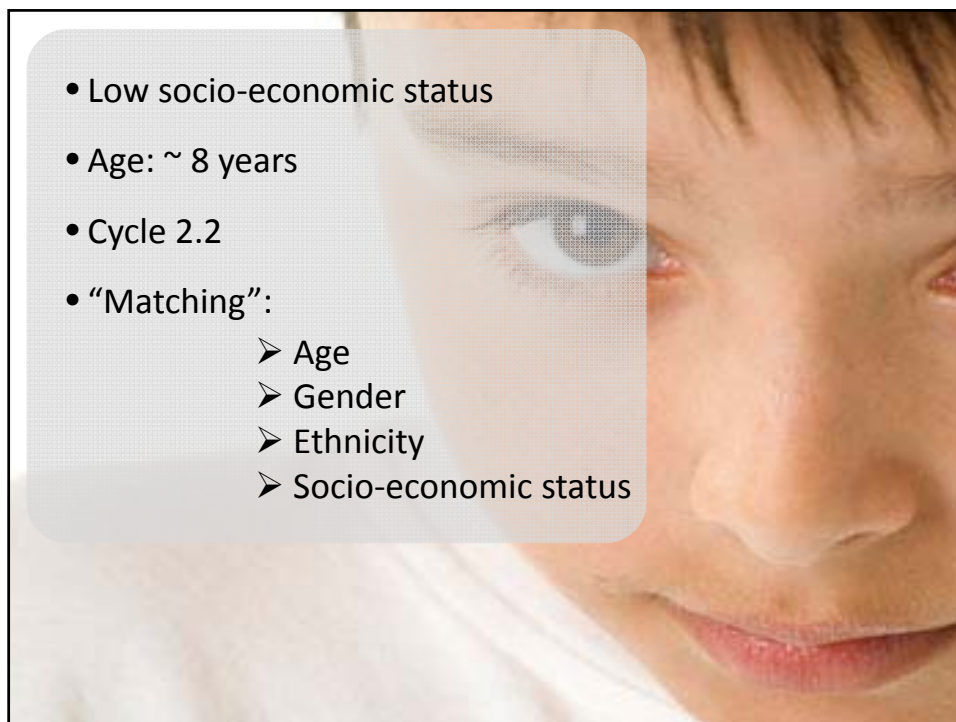 • Low socio-economic status
• Age: ~ 8 years
• Cycle 2.2
• “Matching”:
➢ Age
➢ Gender
➢ Ethnicity
➢ Socio-economic status